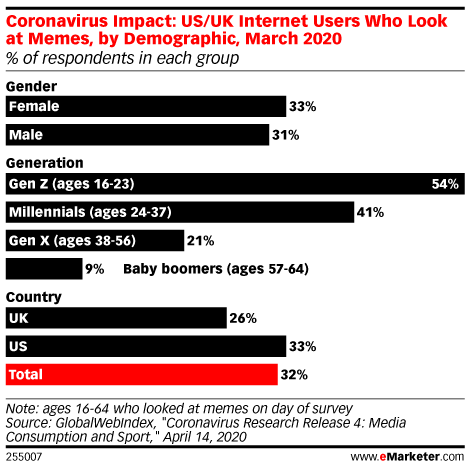 Coronavirus Impact: US/UK Internet Users Who Look
at Memes, by Demographic, March 2020
% of respondents in each group
Gender
Female 33%
Male 31%
Generation
Gen Z (ages 16-23) 54%
Millennials (ages 24-37) 41%
Gen X (ages 38-56) 21%
9% Baby boomers (ages 57-64)
Country
UK 26%
US 33%
Total 32%
Note: ages 16-64 who looked at memes on day of survey
Source: GlobalWebIndex, "Coronavirus Research Release 4: Media
Consumption and Sport," April 14, 2020
255007 www.eMarketer.com